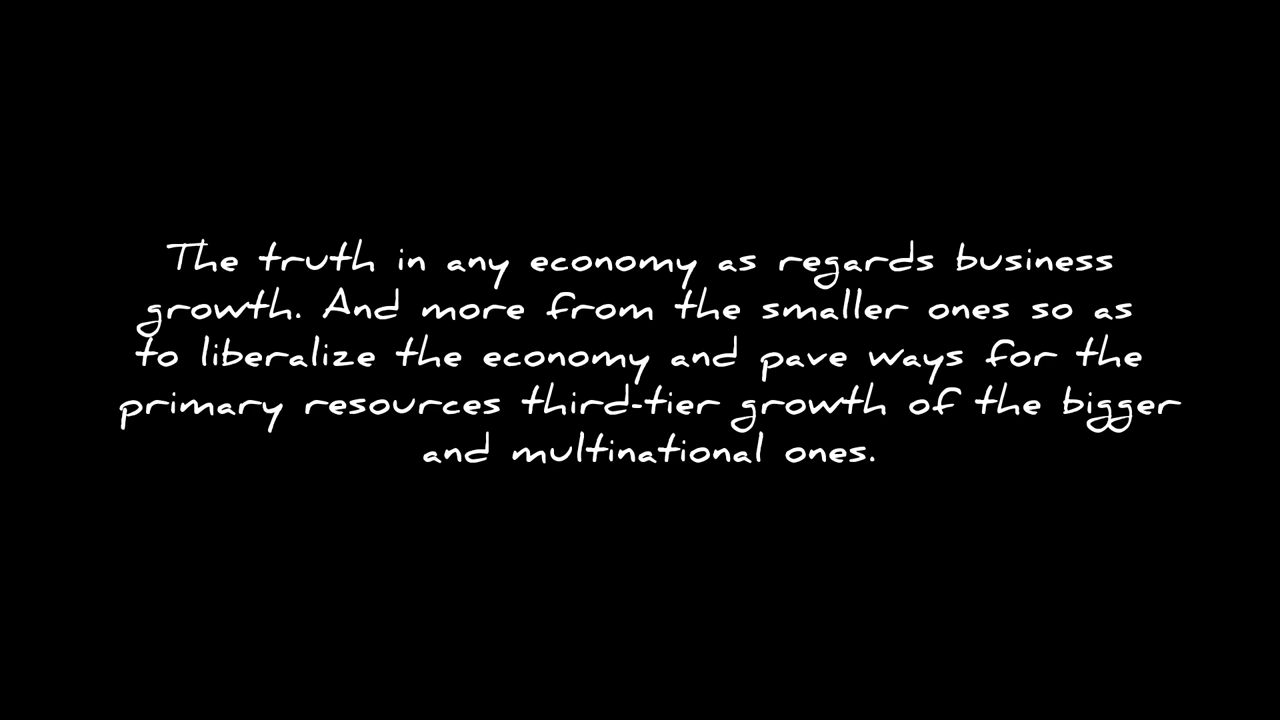 The truth in any economy as regards business
growth. And more from the smaller ones so as
to liberalize the economy and pave ways for the
primary resources third-tier growth of the bigger
and multinational ones.